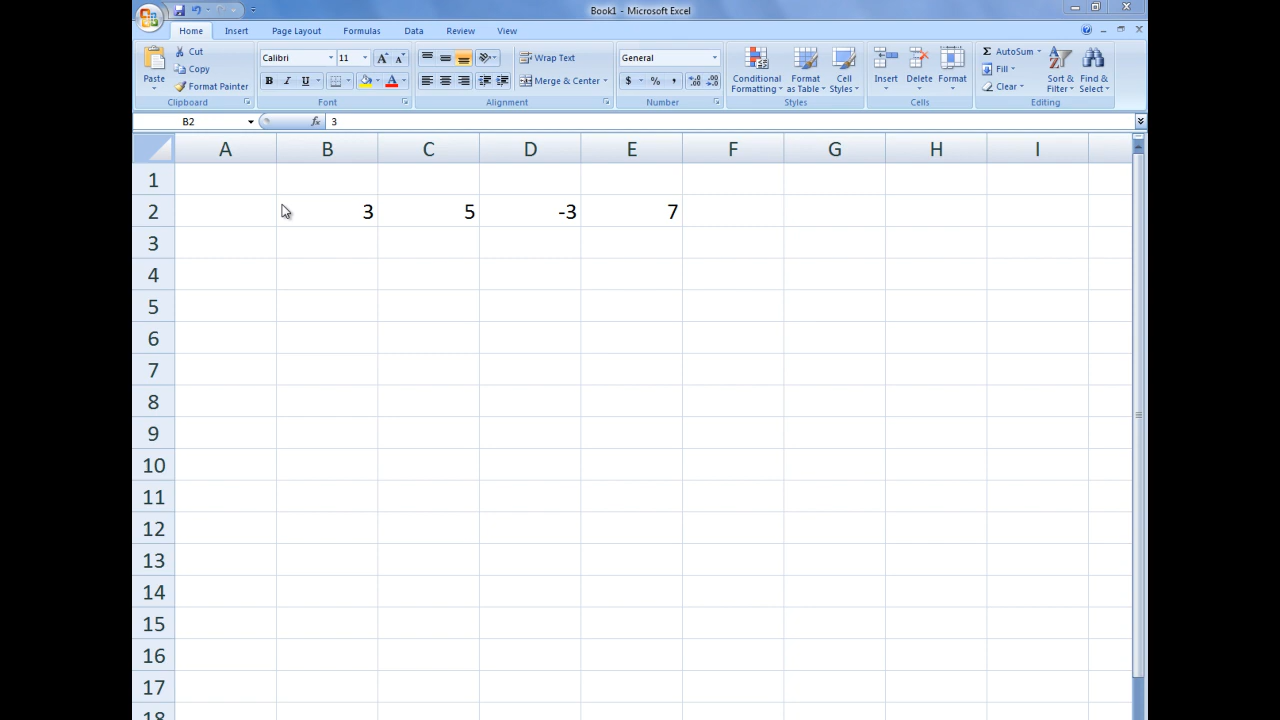 Book1 - Microsoft Excel
Home Insert Page Layout Formulas Data Review View
Cut
Copy
Format Painter
Paste
Clipboard
Calibri 11
B I U
Font
Wrap Text
Merge & Center
Alignment
General
$ % ,
Number
Conditional Formatting
Format as Table
Cell Styles
Styles
Insert Delete Format
Cells
Σ AutoSum
Fill
Clear
Sort & Filter
Find & Select
Editing
B2 fx 3
A B C D E F G H I
1
2 3 5 -3 7
3
4
5
6
7
8
9
10
11
12
13
14
15
16
17
18